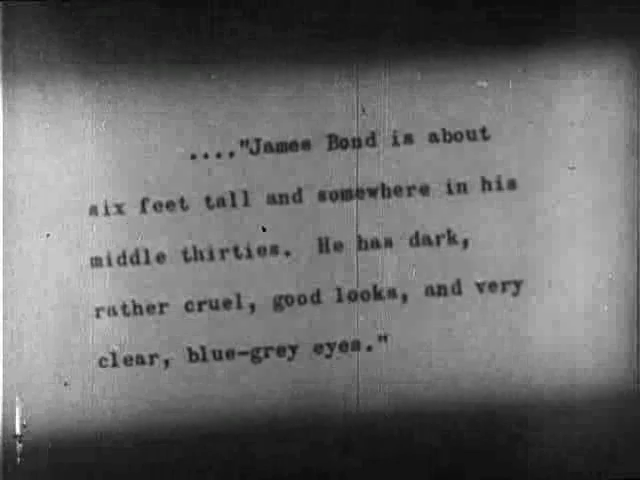 ...."James Bond is about
six feet tall and somewhere in his
middle thirties. He has dark,
rather cruel, good looks, and very
clear, blue-grey eyes."